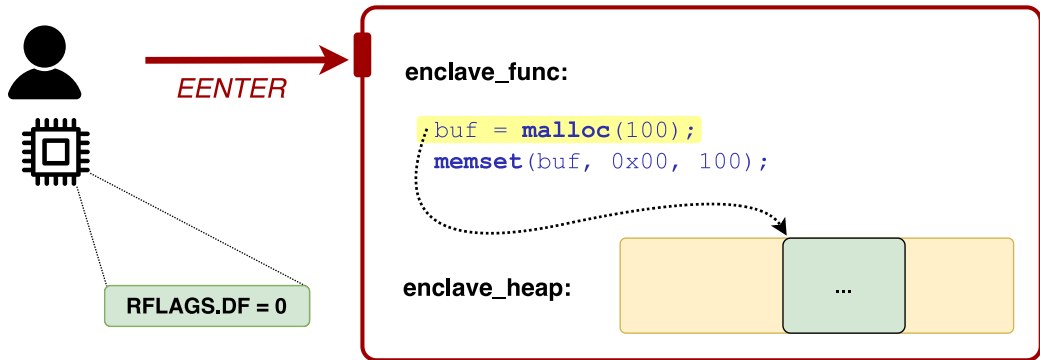 EENTER
RFLAGS.DF = 0
enclave_func:
buf = malloc(100);
memset(buf, 0x00, 100);
enclave_heap:
...